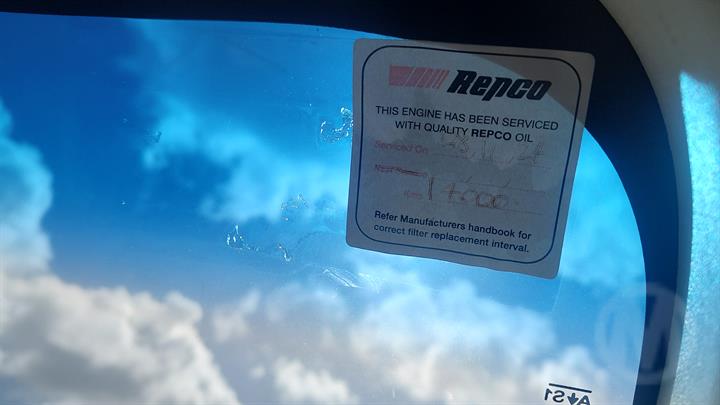 Repco
THIS ENGINE HAS BEEN SERVICED
WITH QUALITY REPCO OIL
Serviced On
Kms 17000
Refer Manufacturers handbook for
correct filter replacement interval.